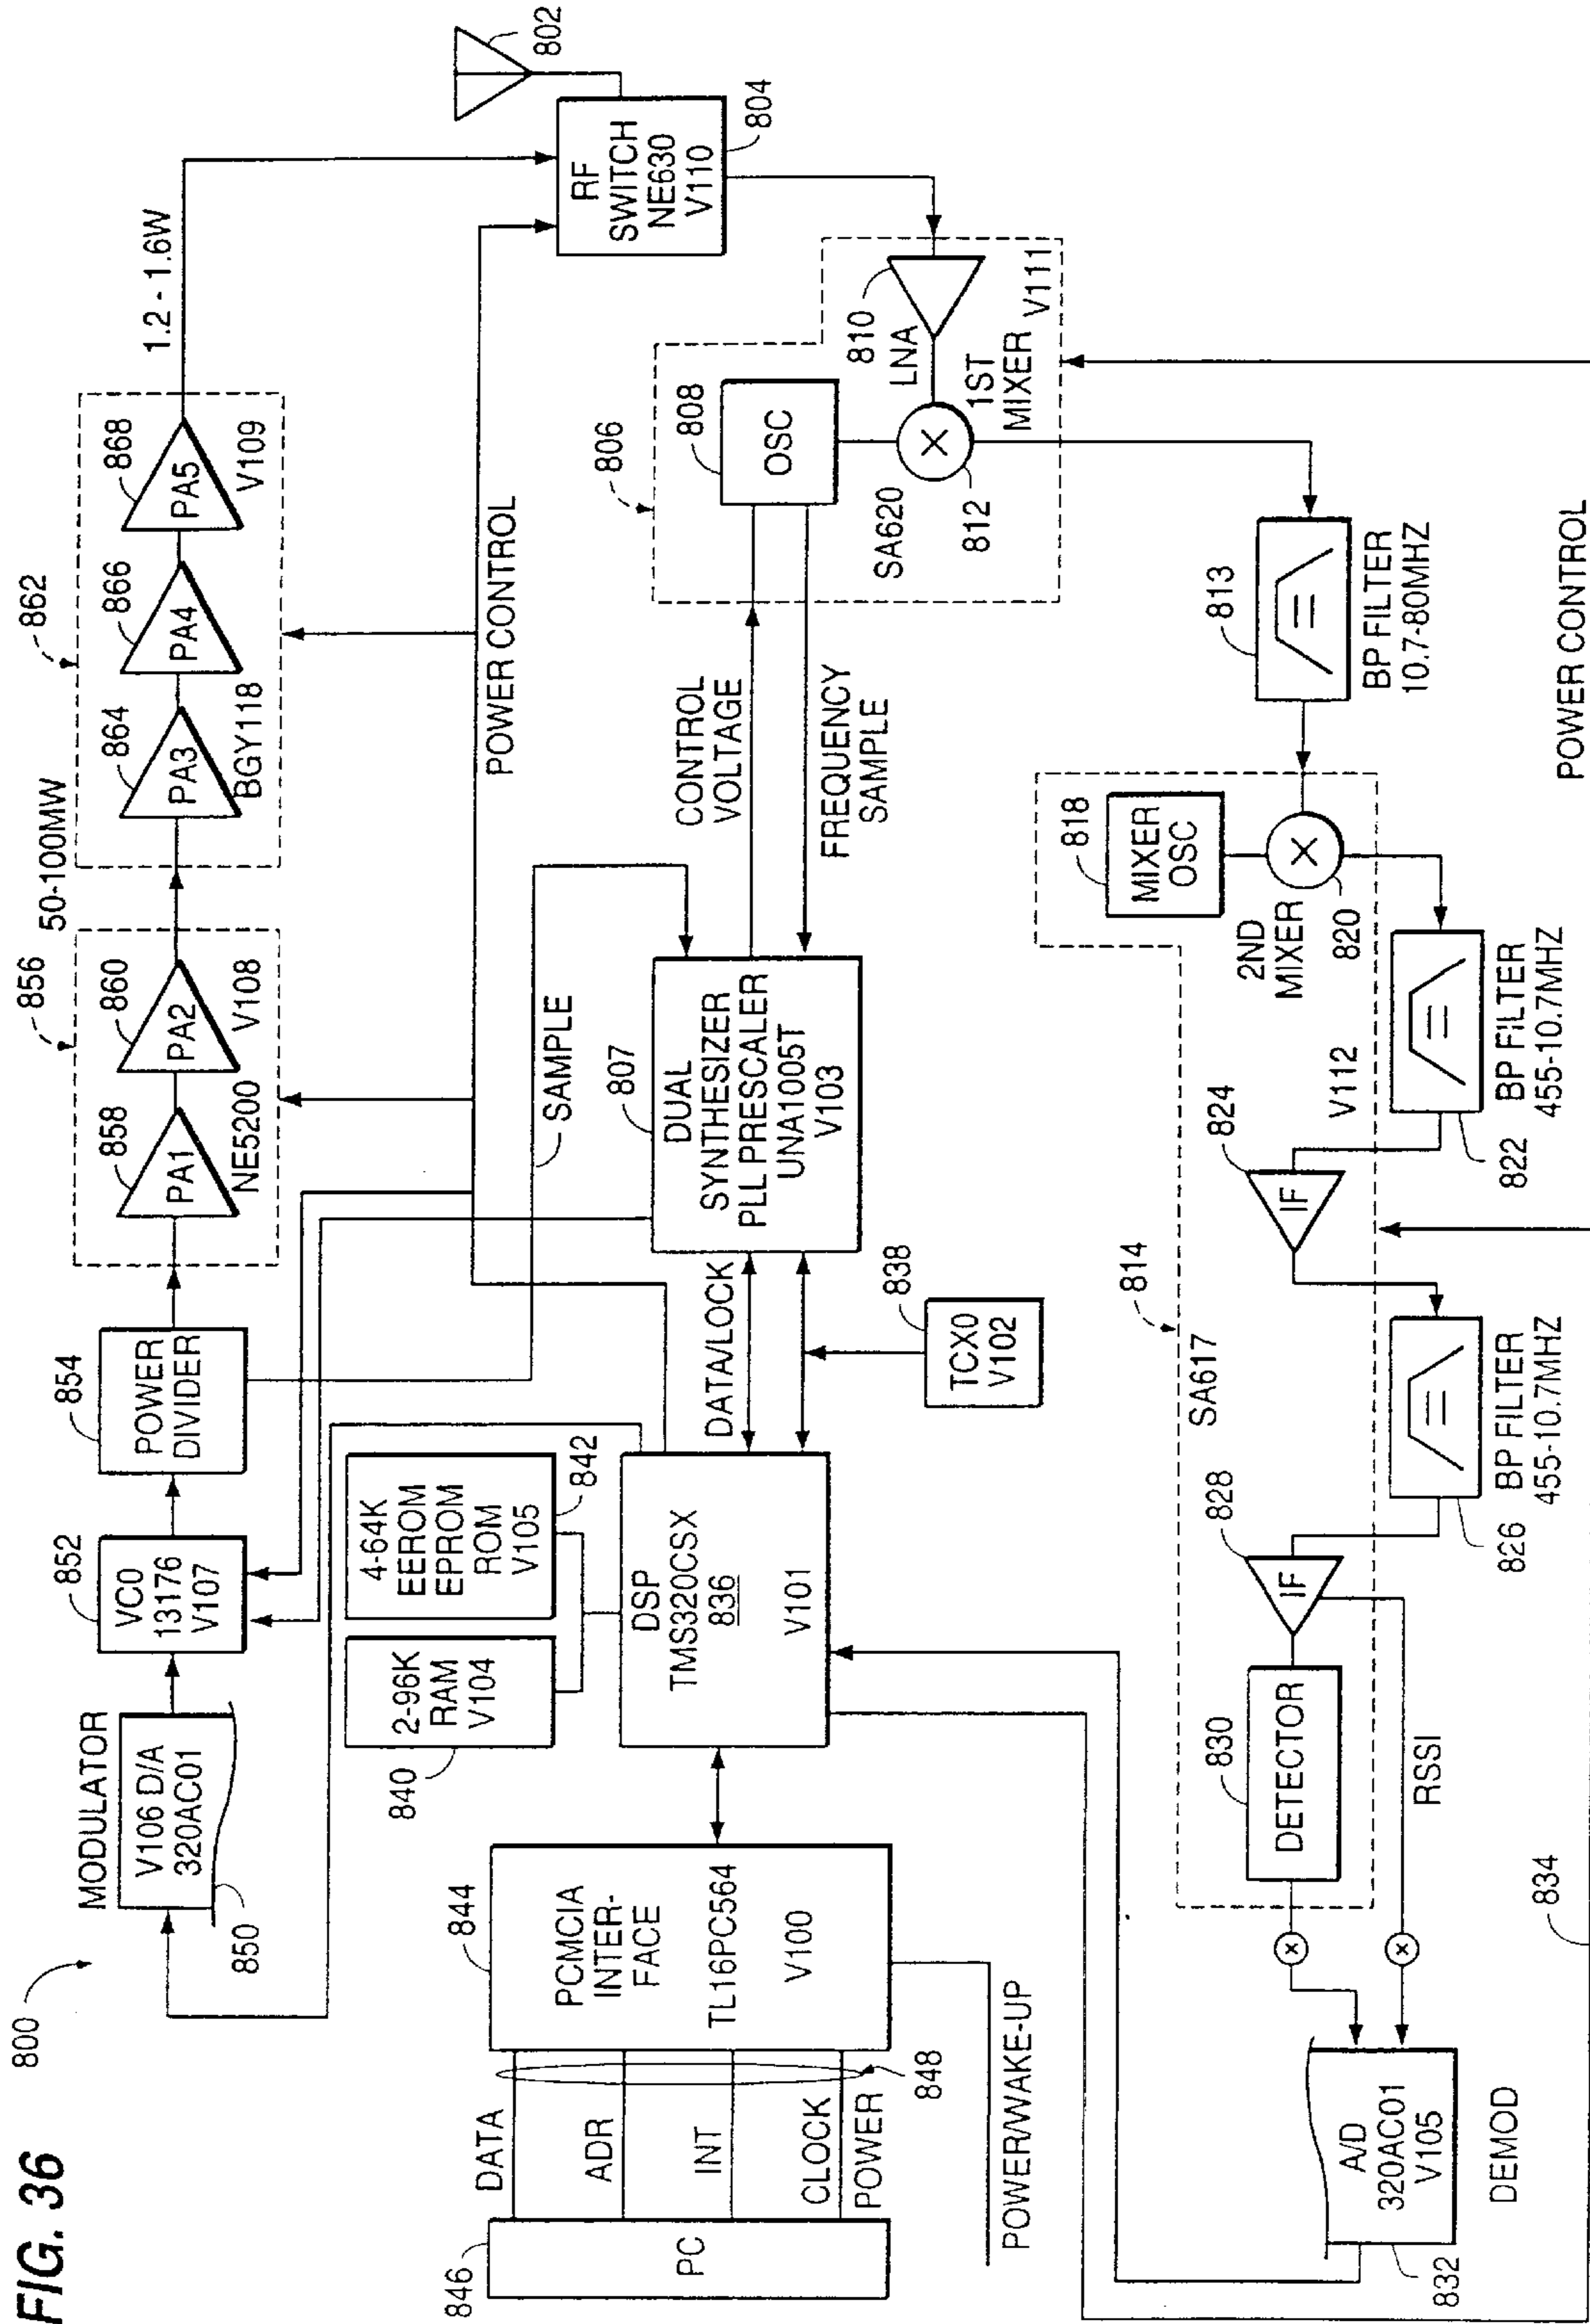 FIG. 36
800
MODULATOR
V106 D/A
320AC01
850
852
VC0
13176
V107
854
POWER
DIVIDER
856
858
PA1
860
PA2
NE5200
V108
50-100MW
862
864
PA3
866
PA4
868
PA5
BGY118
V109
1.2 - 1.6W
802
RF
SWITCH
NE630
V110
804
POWER CONTROL
SAMPLE
846
PC
DATA
ADR
INT
CLOCK
POWER
848
844
PCMCIA
INTER-
FACE
TL16PC564
V100
POWER/WAKE-UP
2-96K
RAM
V104
840
4-64K
EEROM
EPROM
ROM
V105
842
DSP
TMS320CSX
836
V101
DATA/LOCK
838
TCX0
V102
807
DUAL
SYNTHESIZER
PLL PRESCALER
UNA1005T
V103
CONTROL
VOLTAGE
FREQUENCY
SAMPLE
806
808
OSC
810
LNA
SA620
812
1ST
MIXER
V111
813
BP FILTER
10.7-80MHZ
814
SA617
818
MIXER
OSC
2ND
MIXER
820
V112
BP FILTER
455-10.7MHZ
822
824
IF
BP FILTER
455-10.7MHZ
826
828
IF
830
DETECTOR
RSSI
A/D
320AC01
V105
832
DEMOD
834
POWER CONTROL